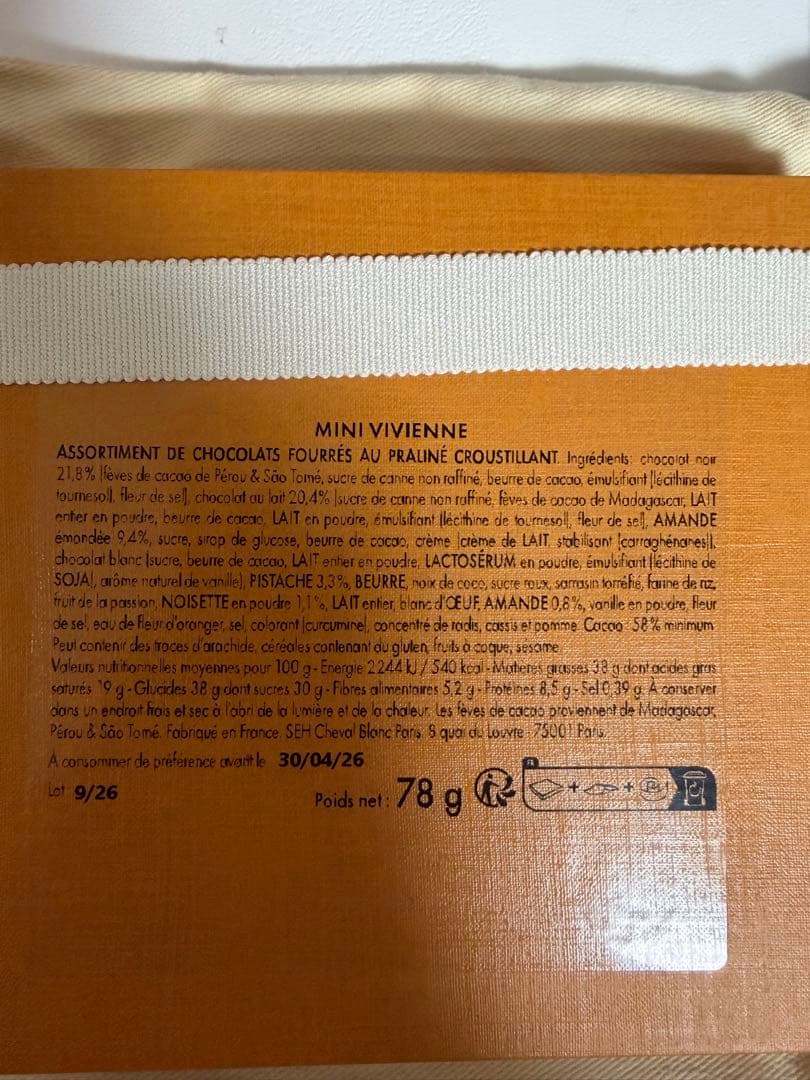 MINI VIVIENNE
ASSORTIMENT DE CHOCOLATS FOURRÉS AU PRALINÉ CROUSTILLANT. Ingrédients: chocolat noir
21,8% [fèves de cacao de Pérou & São Tomé, sucre de canne non raffiné, beurre de cacao, émulsifiant [lécithine de
tournesol], fleur de sel], chocolat au lait 20,4% [sucre de canne non raffiné, fèves de cacao de Madagascar, LAIT
entier en poudre, beurre de cacao, LAIT en poudre, émulsifiant [lécithine de tournesol], fleur de sel], AMANDE
émondée 9,4%, sucre, sirop de glucose, beurre de cacao, crème [crème de LAIT, stabilisant [carraghénanes]],
chocolat blanc [sucre, beurre de cacao, LAIT entier en poudre, LACTOSÉRUM en poudre, émulsifiant [lécithine de
SOJA], arôme naturel de vanille], PISTACHE 3,3%, BEURRE, noix de coco, sucre roux, sarrasin torréfié, farine de riz,
fruit de la passion, NOISETTE en poudre 1,1%, LAIT entier, blanc d'ŒUF, AMANDE 0,8%, vanille en poudre, fleur
de sel, eau de fleur d'oranger, sel, colorant [curcumine], concentré de radis, cassis et pomme. Cacao : 58% minimum
Peut contenir des traces d'arachide, céréales contenant du gluten, fruits à coque, sesame.
Valeurs nutritionnelles moyennes pour 100 g - Energie 2244 kJ / 540 kcal - Matières grasses 38 g dont acides gras
saturés 19 g - Glucides 38 g dont sucres 30 g - Fibres alimentaires 5,2 g - Protéines 8,5 g - Sel 0,39 g. À conserver
dans un endroit frais et sec à l'abri de la lumière et de la chaleur. Les fèves de cacao proviennent de Madagascar,
Pérou & São Tomé. Fabriqué en France. SEH Cheval Blanc Paris. 8 quai du Louvre - 75001 Paris.
À consommer de préférence avant le 30/04/26
Lot 9/26
Poids net : 78 g